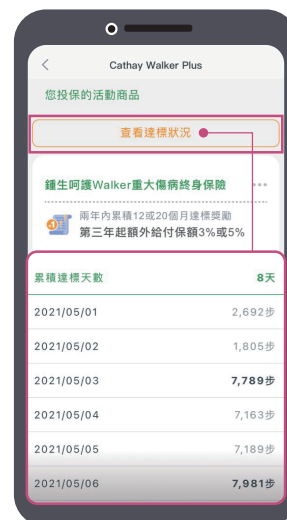 Cathay Walker Plus
您投保的活動商品
查看達標狀況
鍾生呵護Walker重大傷病終身保險
兩年內累積12或20個月達標獎勵
第三年起額外給付保額3%或5%
累積達標天數 8天
2021/05/01 2,692步
2021/05/02 1,805步
2021/05/03 7,789步
2021/05/04 7,163步
2021/05/05 7,189步
2021/05/06 7,981步